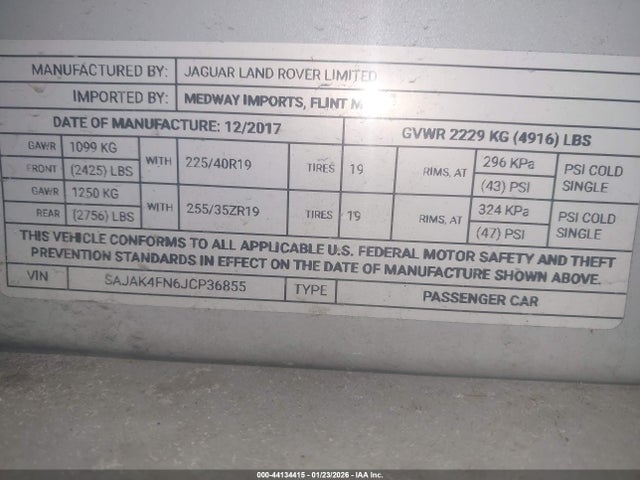 MANUFACTURED BY: JAGUAR LAND ROVER LIMITED
IMPORTED BY: MEDWAY IMPORTS, FLINT M
DATE OF MANUFACTURE: 12/2017 GVWR 2229 KG (4916) LBS
GAWR 1099 KG WITH 225/40R19 TIRES 19 RIMS, AT 296 KPa PSI COLD
FRONT (2425) LBS (43) PSI SINGLE
GAWR 1250 KG WITH 255/35ZR19 TIRES 19 RIMS, AT 324 KPa PSI COLD
REAR (2756) LBS (47) PSI SINGLE
THIS VEHICLE CONFORMS TO ALL APPLICABLE U.S. FEDERAL MOTOR SAFETY AND THEFT
PREVENTION STANDARDS IN EFFECT ON THE DATE OF MANUFACTURE SHOWN ABOVE.
VIN SAJAK4FN6JCP36855 TYPE PASSENGER CAR
000-44134415 - 01/23/2026 - IAA Inc.